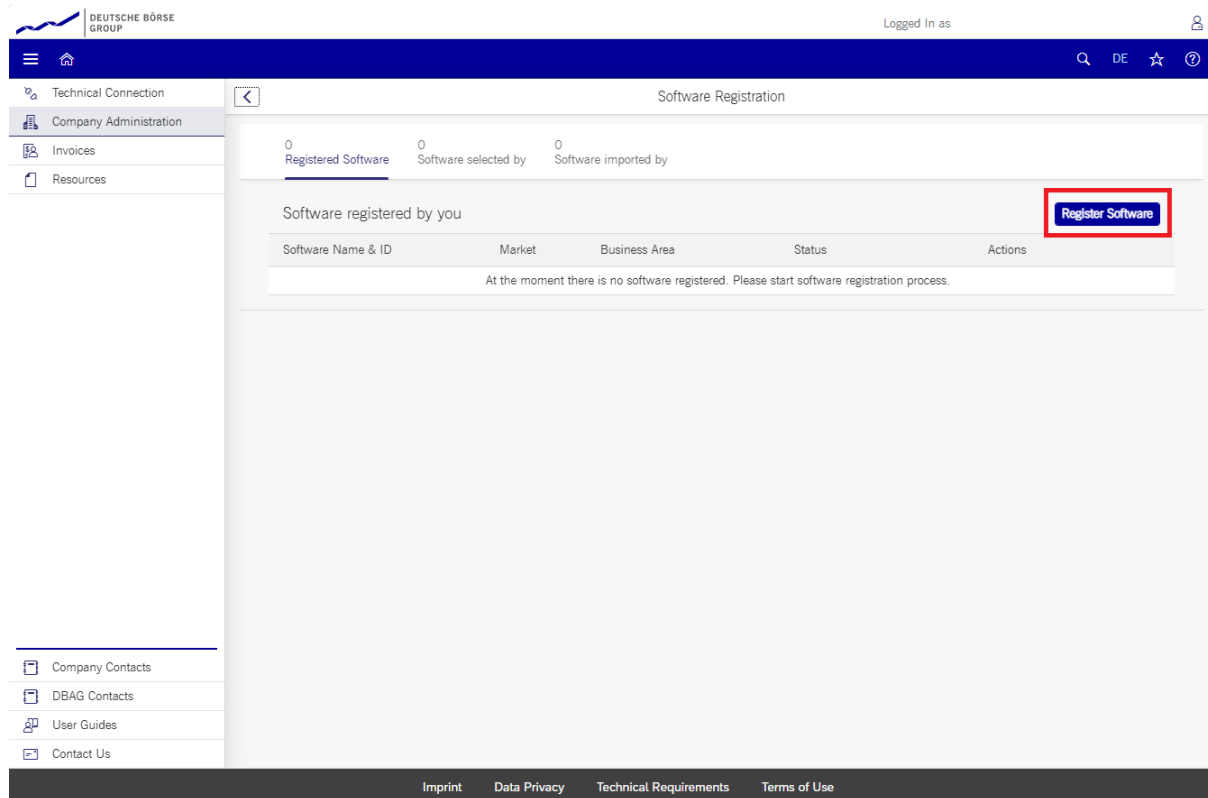 DEUTSCHE BÖRSE
GROUP
Logged In as
DE
Technical Connection
Company Administration
Invoices
Resources
Software Registration
0
Registered Software
0
Software selected by
0
Software imported by
Software registered by you
Register Software
Software Name & ID Market Business Area Status Actions
At the moment there is no software registered. Please start software registration process.
Company Contacts
DBAG Contacts
User Guides
Contact Us
Imprint Data Privacy Technical Requirements Terms of Use